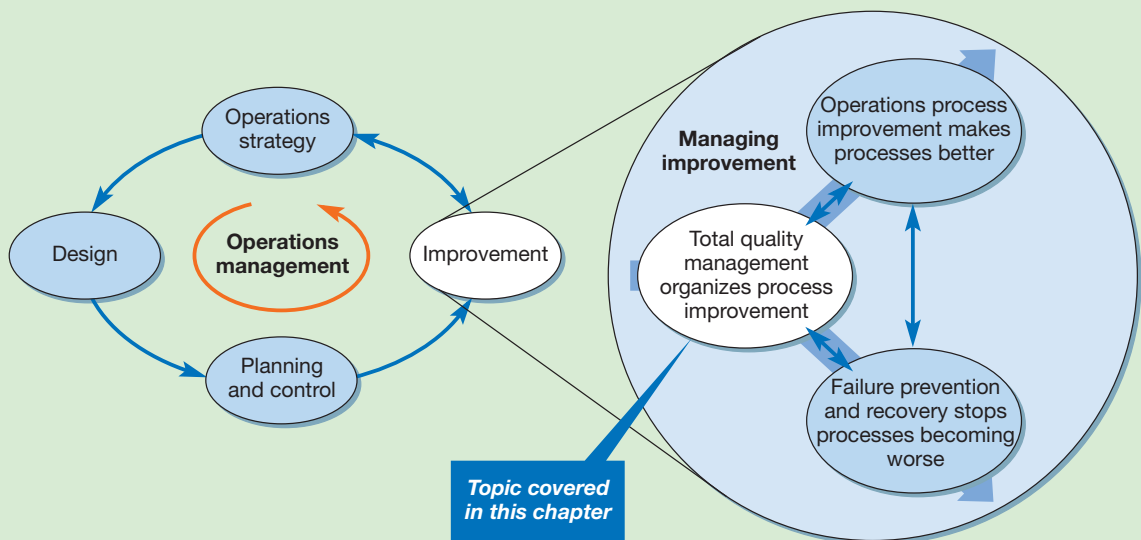 Operations
strategy
Design
Operations
management
Improvement
Planning
and control
Managing
improvement
Operations process
improvement makes
processes better
Total quality
management
organizes process
improvement
Failure prevention
and recovery stops
processes becoming
worse
Topic covered
in this chapter